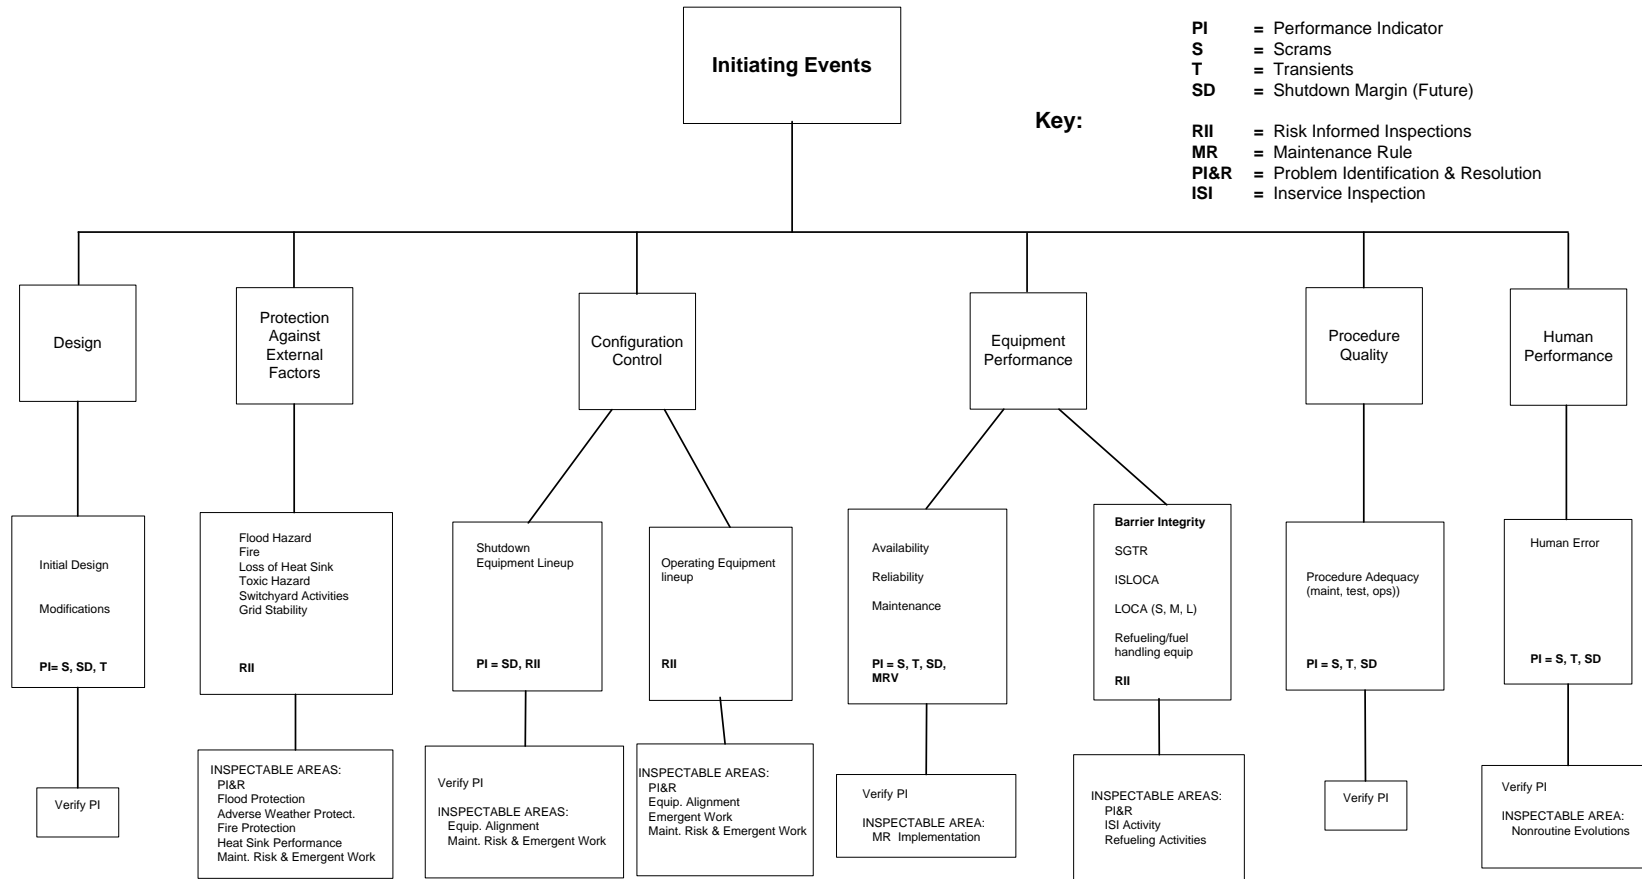 Initiating Events
Key:
PI = Performance Indicator
S = Scrams
T = Transients
SD = Shutdown Margin (Future)
RII = Risk Informed Inspections
MR = Maintenance Rule
PI&R = Problem Identification & Resolution
ISI = Inservice Inspection
Design
Protection
Against
External
Factors
Configuration
Control
Equipment
Performance
Procedure
Quality
Human
Performance
Initial Design
Modifications
PI= S, SD, T
Flood Hazard
Fire
Loss of Heat Sink
Toxic Hazard
Switchyard Activities
Grid Stability
RII
Shutdown
Equipment Lineup
PI = SD, RII
Operating Equipment
lineup
RII
Availability
Reliability
Maintenance
PI = S, T, SD,
MRV
Barrier Integrity
SGTR
ISLOCA
LOCA (S, M, L)
Refueling/fuel
handling equip
RII
Procedure Adequacy
(maint, test, ops))
PI = S, T, SD
Human Error
PI = S, T, SD
Verify PI
INSPECTABLE AREAS:
PI&R
Flood Protection
Adverse Weather Protect.
Fire Protection
Heat Sink Performance
Maint. Risk & Emergent Work
Verify PI
INSPECTABLE AREAS:
Equip. Alignment
Maint. Risk & Emergent Work
INSPECTABLE AREAS:
PI&R
Equip. Alignment
Emergent Work
Maint. Risk & Emergent Work
Verify PI
INSPECTABLE AREA:
MR Implementation
INSPECTABLE AREAS:
PI&R
ISI Activity
Refueling Activities
Verify PI
Verify PI
INSPECTABLE AREA:
Nonroutine Evolutions